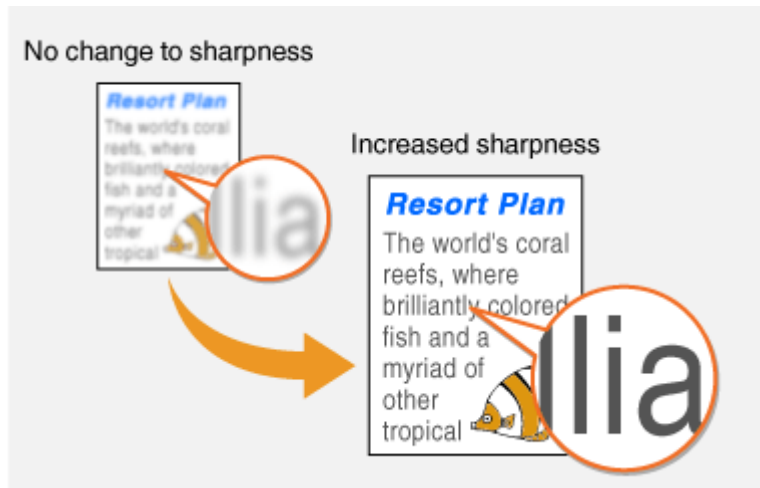 No change to sharpness
Resort Plan
The world's coral
reefs, where
brilliantly colored
fish and a
myriad of
other
tropical
lia
Increased sharpness
Resort Plan
The world's coral
reefs, where
brilliantly colored
fish and a
myriad of
other
tropical
llia